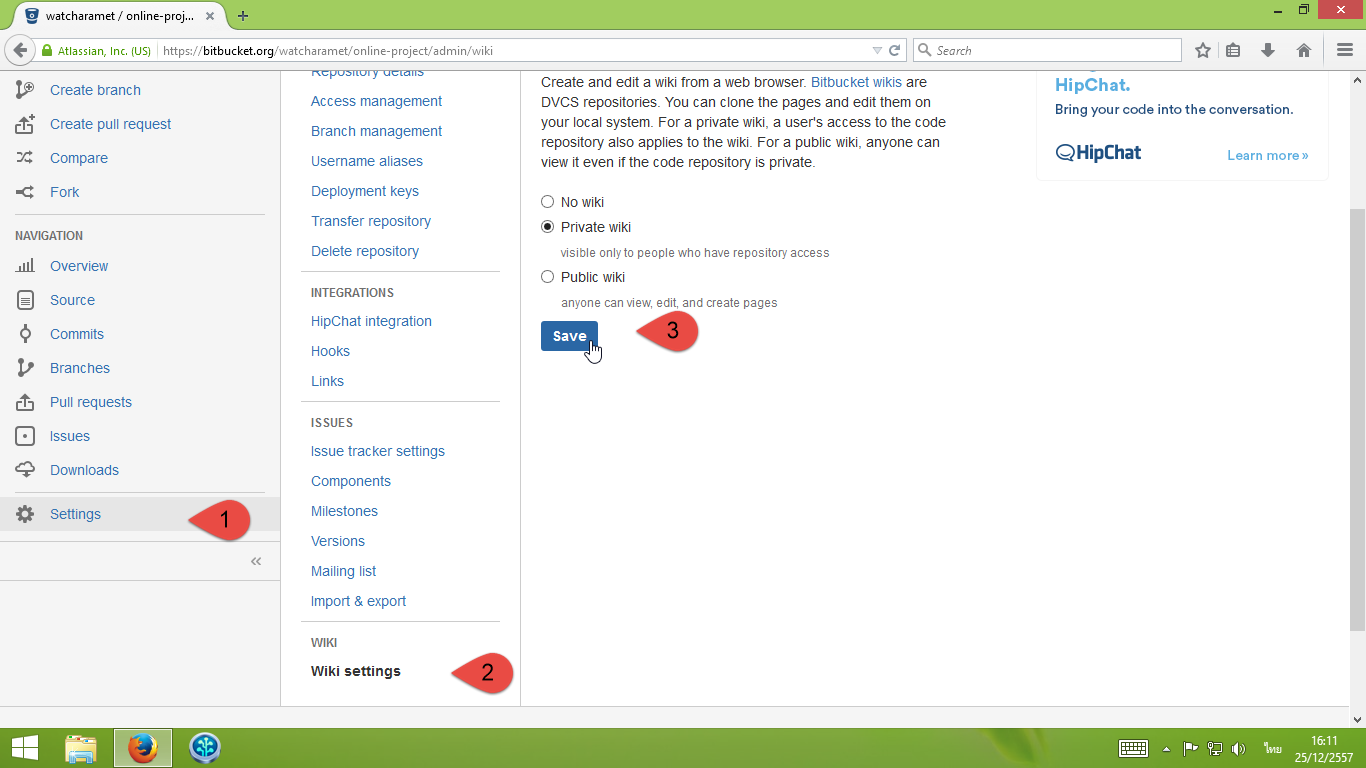 watcharamet / online-proj...
Atlassian, Inc. (US)
https://bitbucket.org/watcharamet/online-project/admin/wiki
Search
Create branch
Create pull request
Compare
Fork
NAVIGATION
Overview
Source
Commits
Branches
Pull requests
Issues
Downloads
Settings
1
Repository details
Access management
Branch management
Username aliases
Deployment keys
Transfer repository
Delete repository
INTEGRATIONS
HipChat integration
Hooks
Links
ISSUES
Issue tracker settings
Components
Milestones
Versions
Mailing list
Import & export
WIKI
Wiki settings
2
Create and edit a wiki from a web browser. Bitbucket wikis are
DVCS repositories. You can clone the pages and edit them on
your local system. For a private wiki, a user's access to the code
repository also applies to the wiki. For a public wiki, anyone can
view it even if the code repository is private.
No wiki
Private wiki
visible only to people who have repository access
Public wiki
anyone can view, edit, and create pages
Save
3
HipChat.
Bring your code into the conversation.
HipChat
Learn more »
ไทย
16:11
25/12/2557